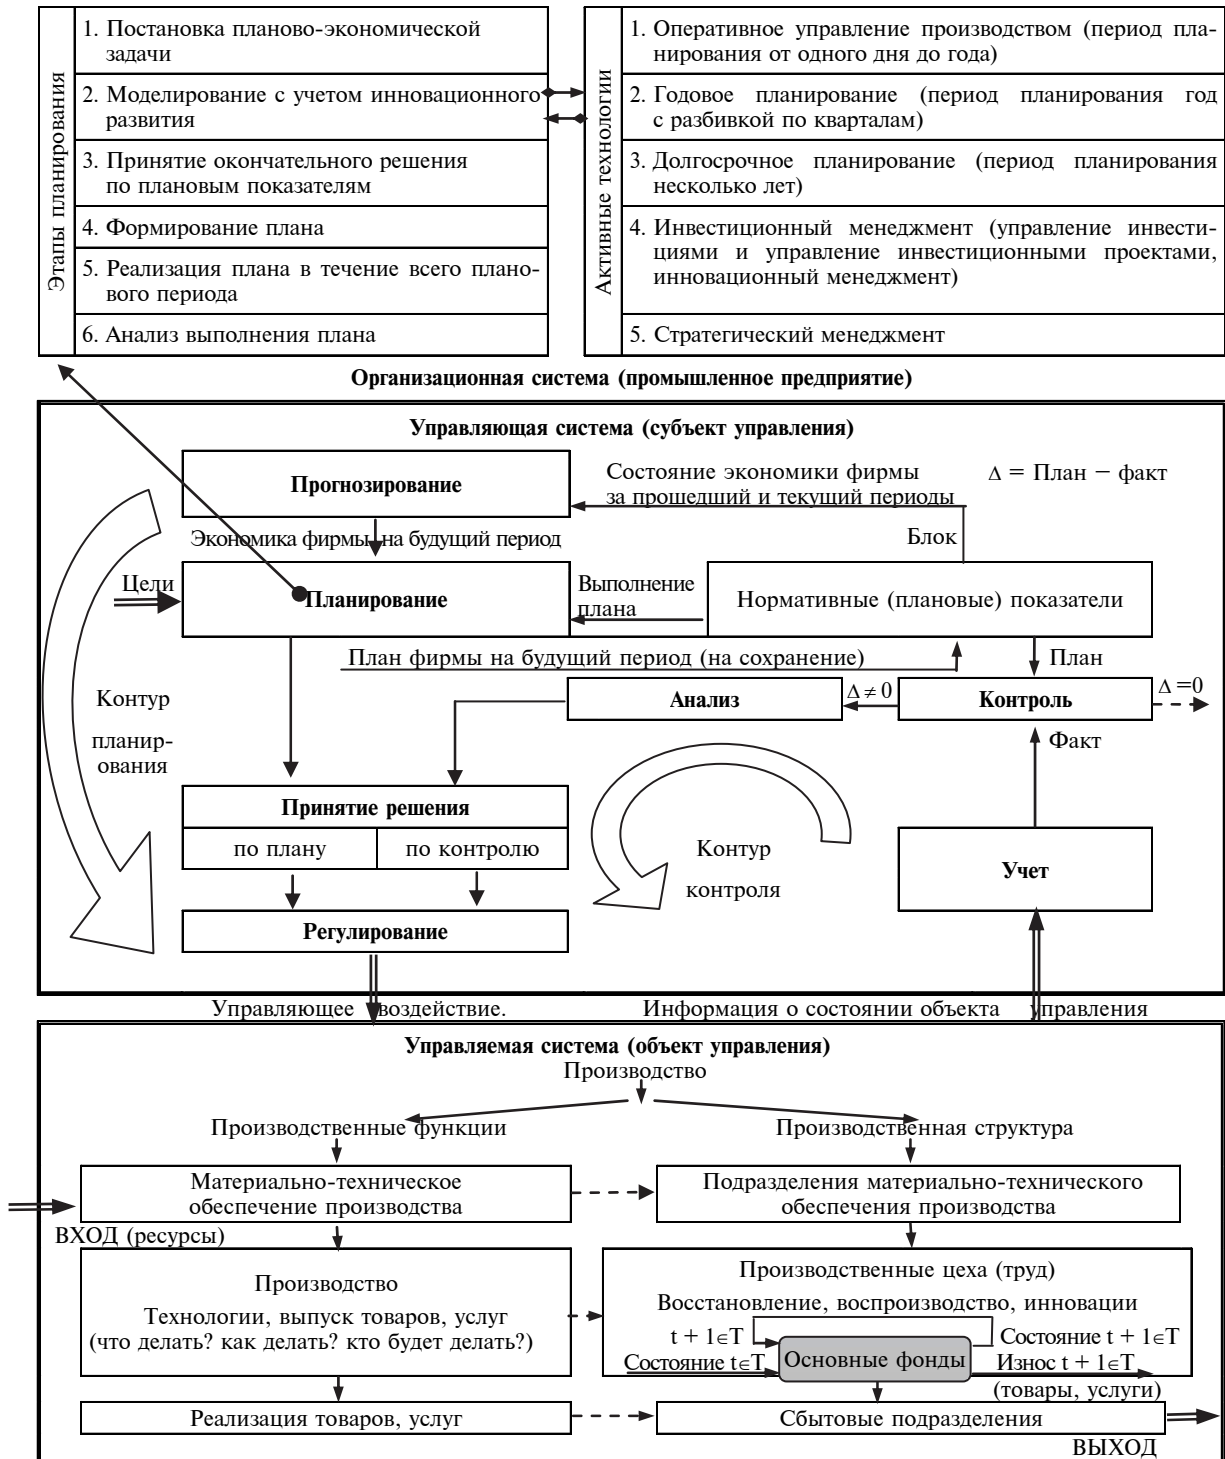 Этапы планирования
1. Постановка планово-экономической
задачи
2. Моделирование с учетом инновационного
развития
3. Принятие окончательного решения
по плановым показателям
4. Формирование плана
5. Реализация плана в течение всего плано-
вого периода
6. Анализ выполнения плана
Активные технологии
1. Оперативное управление производством (период пла-
нирования от одного дня до года)
2. Годовое планирование (период планирования год
с разбивкой по кварталам)
3. Долгосрочное планирование (период планирования
несколько лет)
4. Инвестиционный менеджмент (управление инвести-
циями и управление инвестиционными проектами,
инновационный менеджмент)
5. Стратегический менеджмент
Организационная система (промышленное предприятие)
Управляющая система (субъект управления)
Прогнозирование
Состояние экономики фирмы
за прошедший и текущий периоды
Δ = План – факт
Экономика фирмы на будущий период
Блок
Цели
Планирование
Выполнение
плана
Нормативные (плановые) показатели
План фирмы на будущий период (на сохранение)
План
Контур
планир-
ования
Анализ
Δ ≠ 0
Контроль
Δ =0
Факт
Принятие решения
по плану
по контролю
Контур
контроля
Учет
Регулирование
Управляющее воздействие.
Информация о состоянии объекта управления
Управляемая система (объект управления)
Производство
Производственные функции
Производственная структура
Материально-техническое
обеспечение производства
Подразделения материально-технического
обеспечения производства
ВХОД (ресурсы)
Производство
Технологии, выпуск товаров, услуг
(что делать? как делать? кто будет делать?)
Производственные цеха (труд)
Восстановление, воспроизводство, инновации
t + 1∈T
Состояние t + 1∈T
Состояние t∈T
Основные фонды
Износ t + 1∈T
(товары, услуги)
Реализация товаров, услуг
Сбытовые подразделения
ВЫХОД